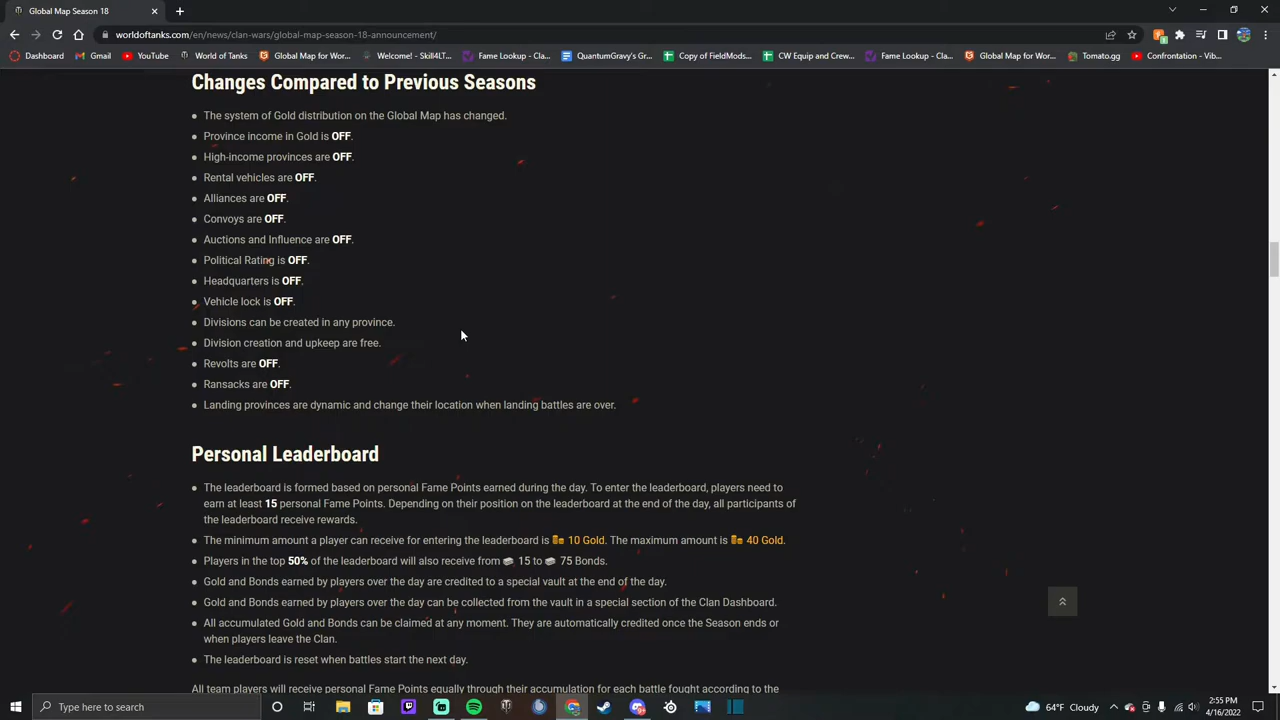 Global Map Season 18
worldoftanks.com/en/news/clan-wars/global-map-season-18-announcement/
Dashboard Gmail YouTube World of Tanks Global Map for Wor... Welcome! - Skill4LT... Fame Lookup - Cla... QuantumGravy's Gr... Copy of FieldMods... CW Equip and Crew... Fame Lookup - Cla... Global Map for Wor... Tomato.gg Confrontation - Vib...
Changes Compared to Previous Seasons
The system of Gold distribution on the Global Map has changed.
Province income in Gold is OFF.
High-income provinces are OFF.
Rental vehicles are OFF.
Alliances are OFF.
Convoys are OFF.
Auctions and Influence are OFF.
Political Rating is OFF.
Headquarters is OFF.
Vehicle lock is OFF.
Divisions can be created in any province.
Division creation and upkeep are free.
Revolts are OFF.
Ransacks are OFF.
Landing provinces are dynamic and change their location when landing battles are over.
Personal Leaderboard
The leaderboard is formed based on personal Fame Points earned during the day. To enter the leaderboard, players need to
earn at least 15 personal Fame Points. Depending on their position on the leaderboard at the end of the day, all participants of
the leaderboard receive rewards.
The minimum amount a player can receive for entering the leaderboard is 10 Gold. The maximum amount is 40 Gold.
Players in the top 50% of the leaderboard will also receive from 15 to 75 Bonds.
Gold and Bonds earned by players over the day are credited to a special vault at the end of the day.
Gold and Bonds earned by players over the day can be collected from the vault in a special section of the Clan Dashboard.
All accumulated Gold and Bonds can be claimed at any moment. They are automatically credited once the Season ends or
when players leave the Clan.
The leaderboard is reset when battles start the next day.
All team players will receive personal Fame Points equally through their accumulation for each battle fought according to the
Type here to search
64°F Cloudy
2:55 PM
4/16/2022